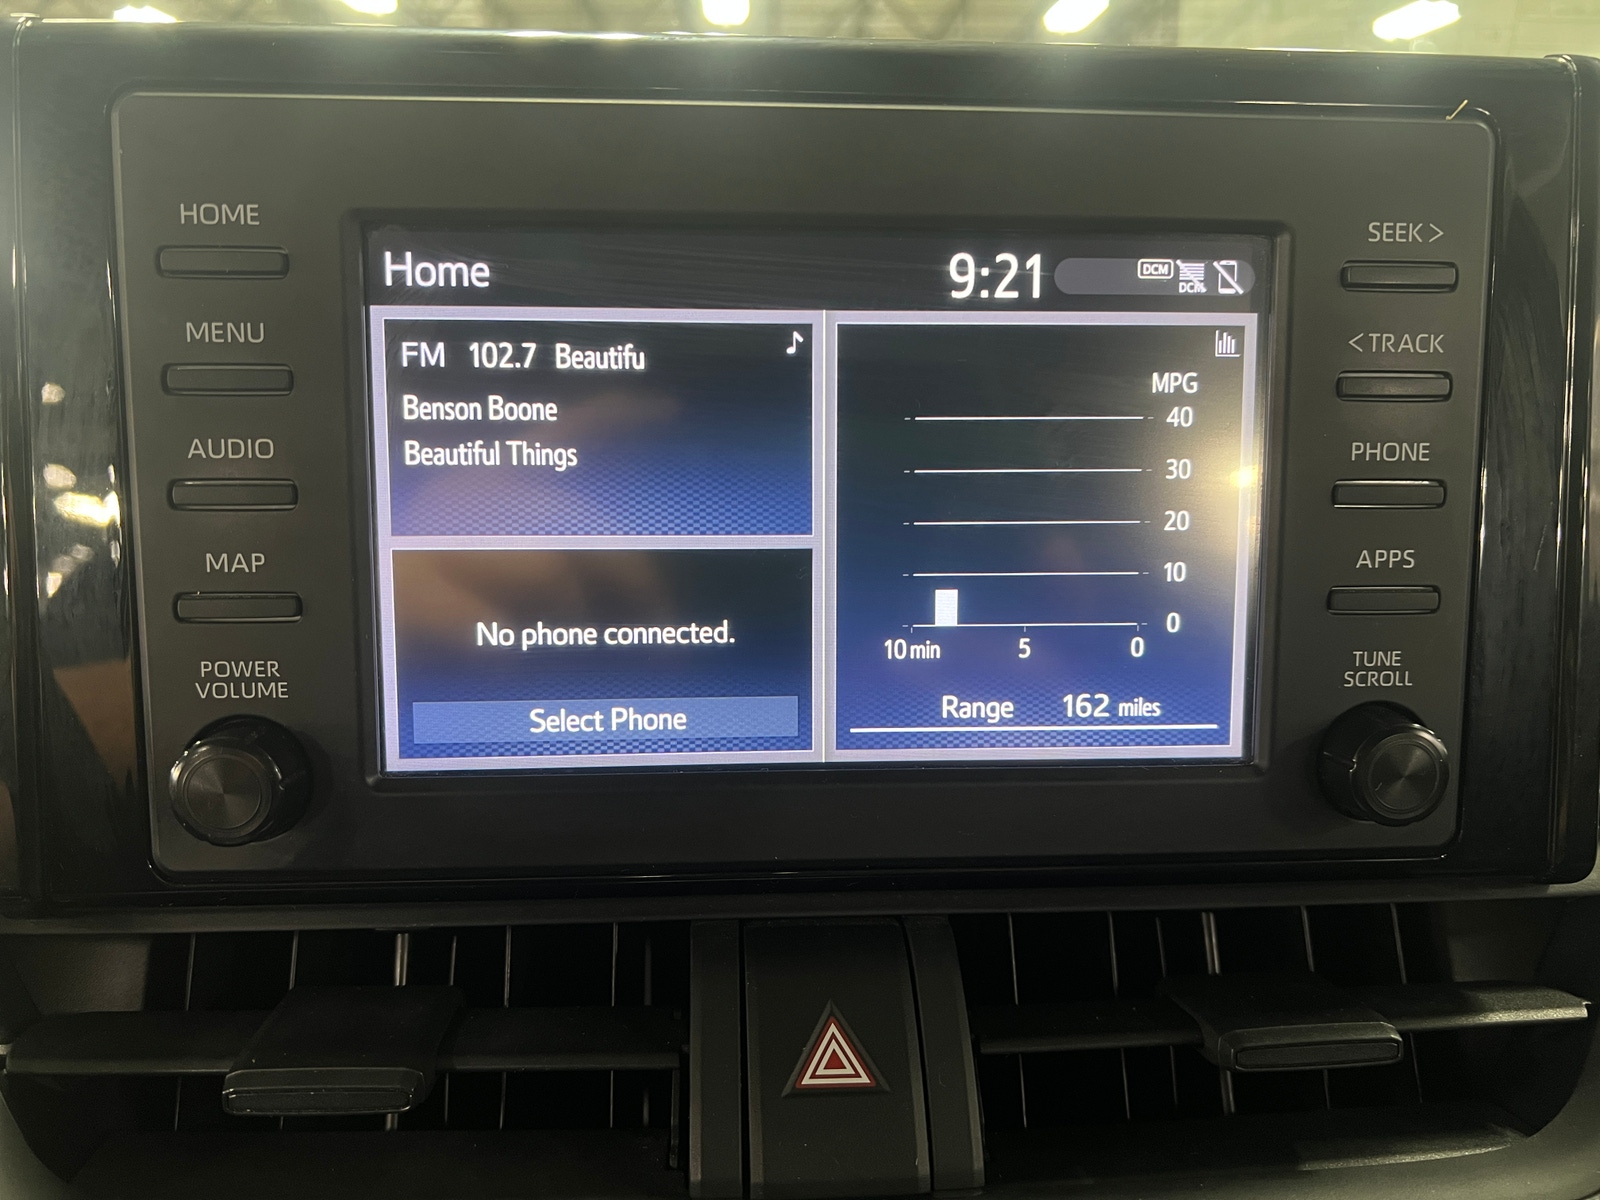 HOME
MENU
AUDIO
MAP
POWER
VOLUME
Home
9:21
DCM
DCM
FM 102.7 Beautifu
Benson Boone
Beautiful Things
No phone connected.
Select Phone
MPG
40
30
20
10
0
10 min 5 0
Range 162 miles
SEEK >
< TRACK
PHONE
APPS
TUNE
SCROLL